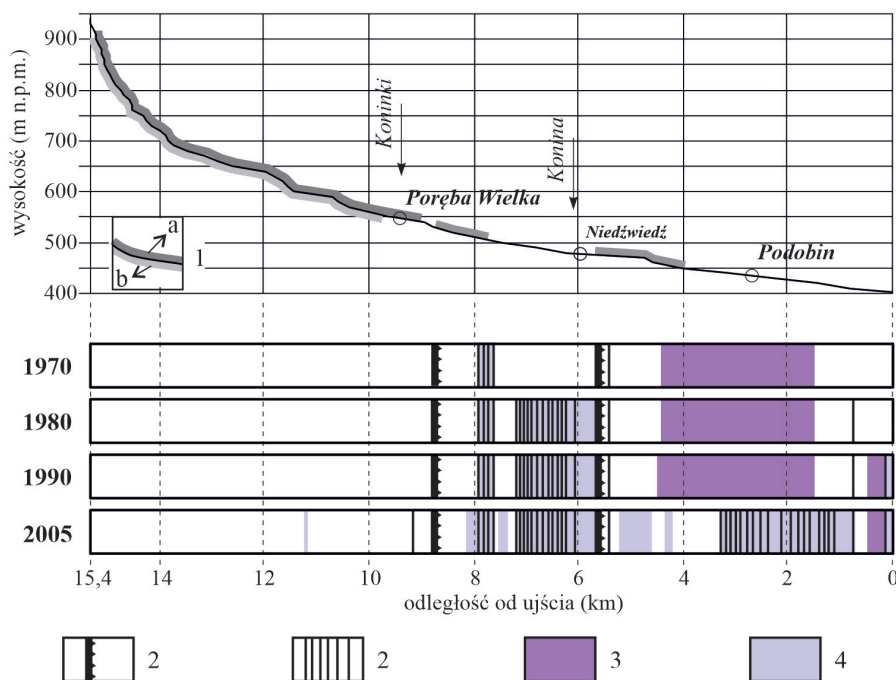 wysokość (m n.p.m.)
900
800
700
600
500
400
Koninki
Konina
Poręba Wielka
Niedźwiedź
Podobin
a
b
1
1970
1980
1990
2005
15,4 14 12 10 8 6 4 2 0
odległość od ujścia (km)
2 2 3 4